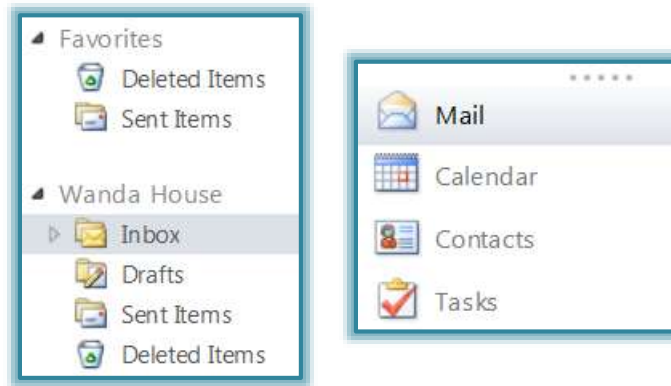 Favorites
Deleted Items
Sent Items
Wanda House
Inbox
Drafts
Sent Items
Deleted Items
Mail
Calendar
Contacts
Tasks